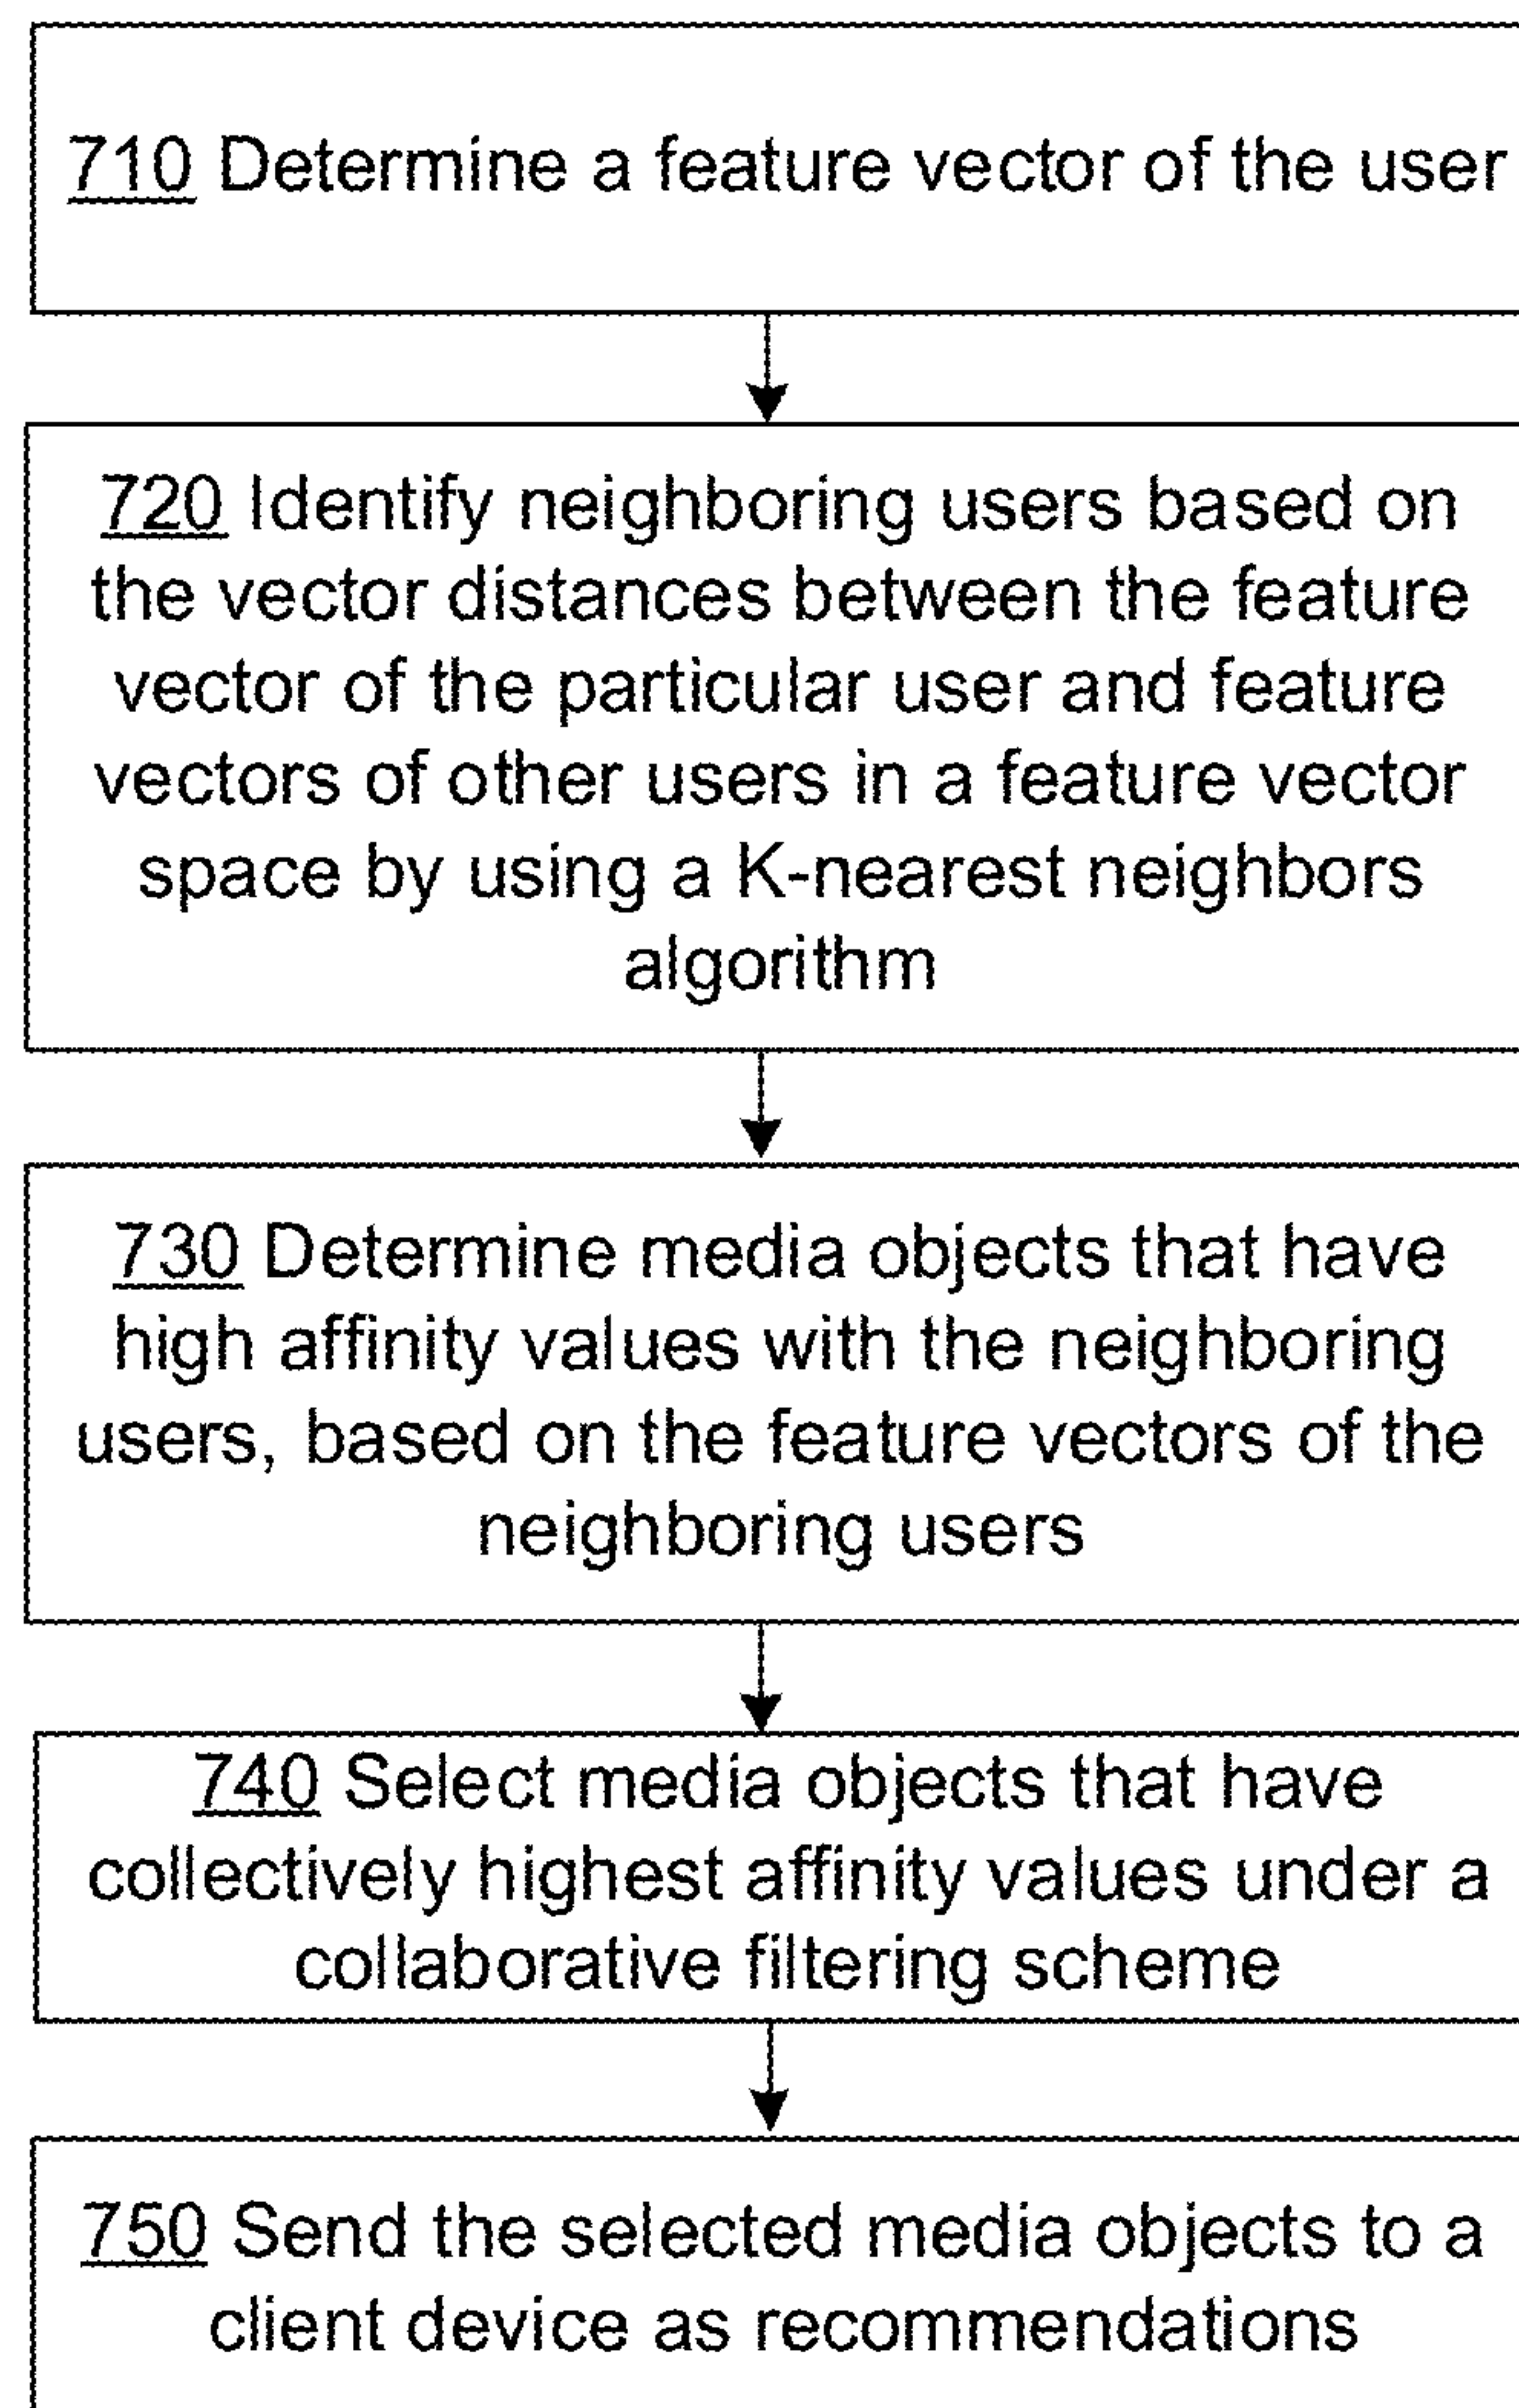 710 Determine a feature vector of the user
720 Identify neighboring users based on
the vector distances between the feature
vector of the particular user and feature
vectors of other users in a feature vector
space by using a K-nearest neighbors
algorithm
730 Determine media objects that have
high affinity values with the neighboring
users, based on the feature vectors of the
neighboring users
740 Select media objects that have
collectively highest affinity values under a
collaborative filtering scheme
750 Send the selected media objects to a
client device as recommendations